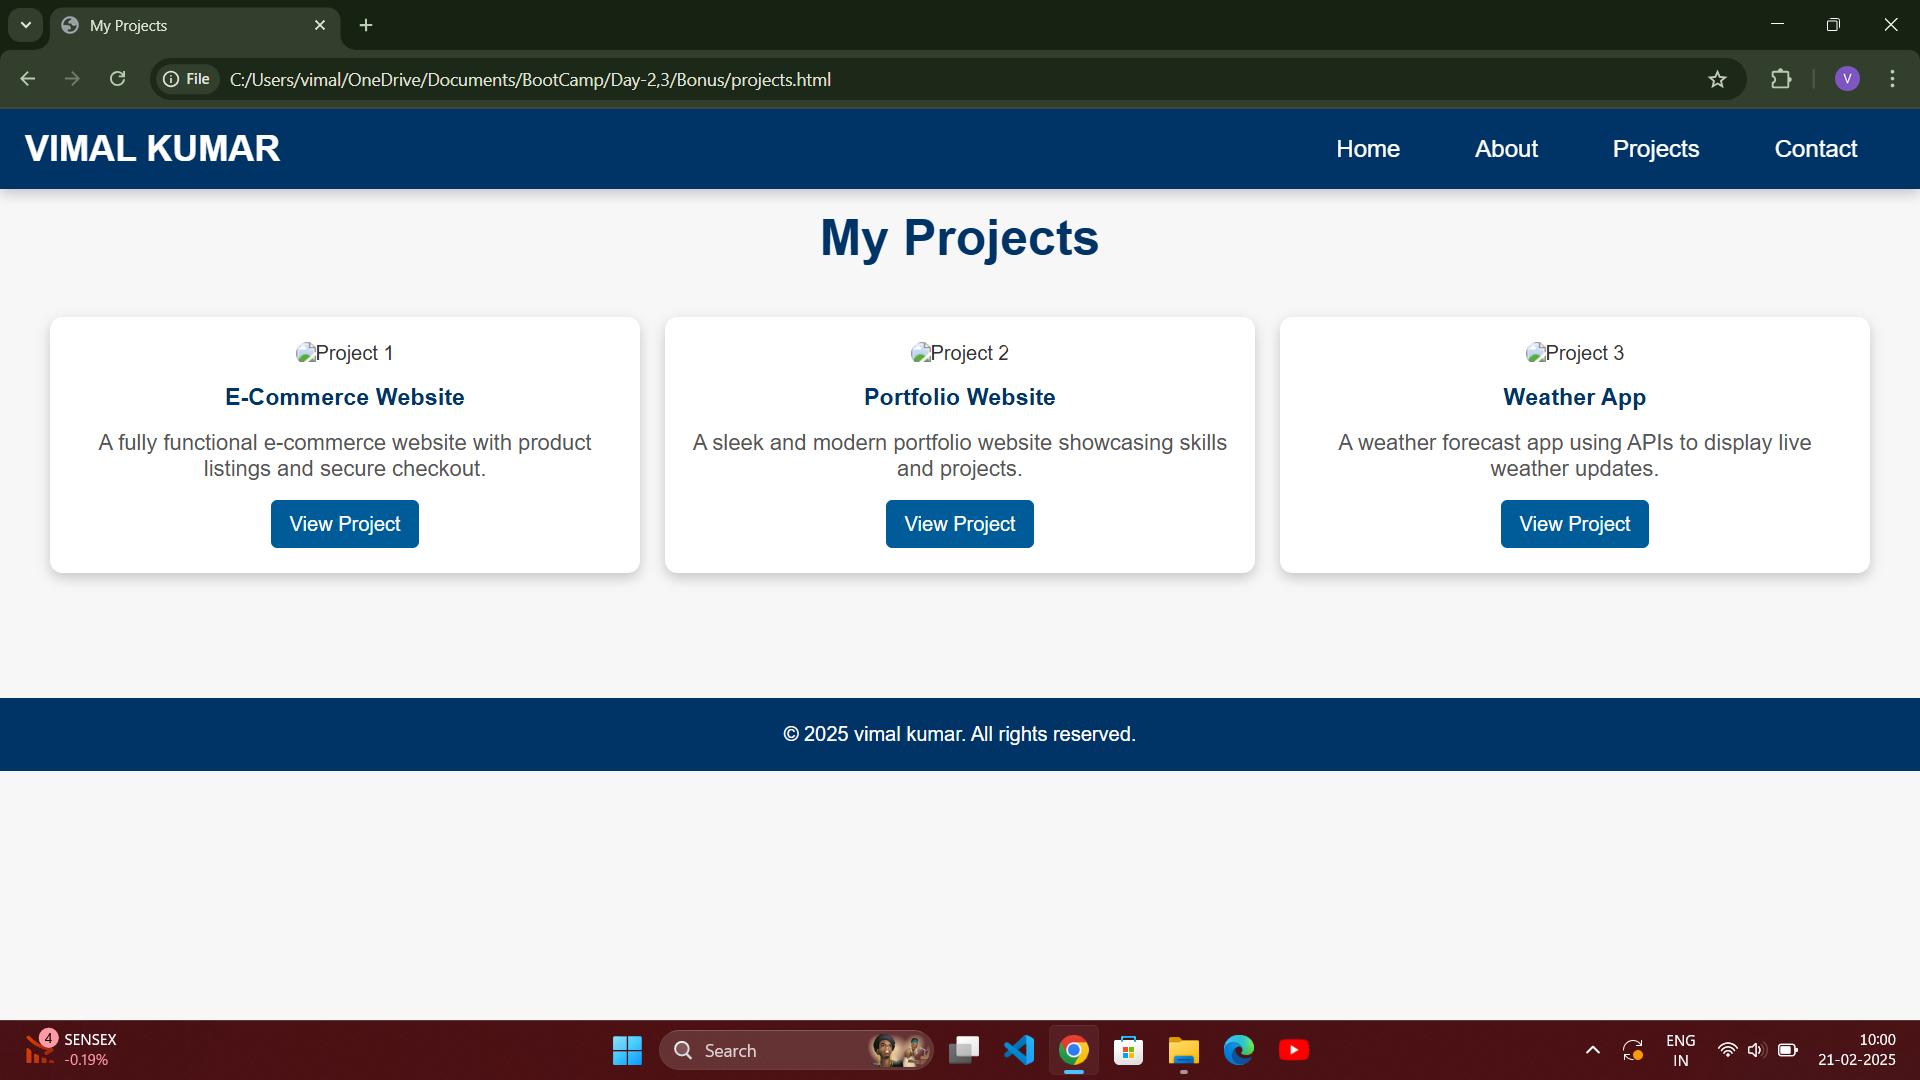 My Projects
File
C:/Users/vimal/OneDrive/Documents/BootCamp/Day-2,3/Bonus/projects.html
V
VIMAL KUMAR
Home
About
Projects
Contact
My Projects
Project 1
E-Commerce Website
A fully functional e-commerce website with product
listings and secure checkout.
View Project
Project 2
Portfolio Website
A sleek and modern portfolio website showcasing skills
and projects.
View Project
Project 3
Weather App
A weather forecast app using APIs to display live
weather updates.
View Project
© 2025 vimal kumar. All rights reserved.
4
SENSEX
-0.19%
Search
ENG
IN
10:00
21-02-2025